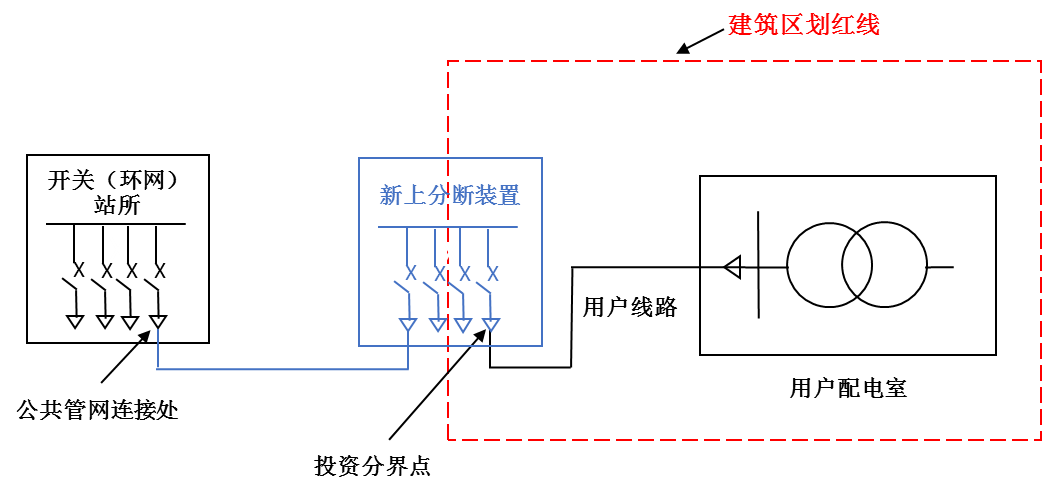 建筑区划红线
开关（环网）
站所
新上分断装置
用户线路
用户配电室
公共管网连接处
投资分界点